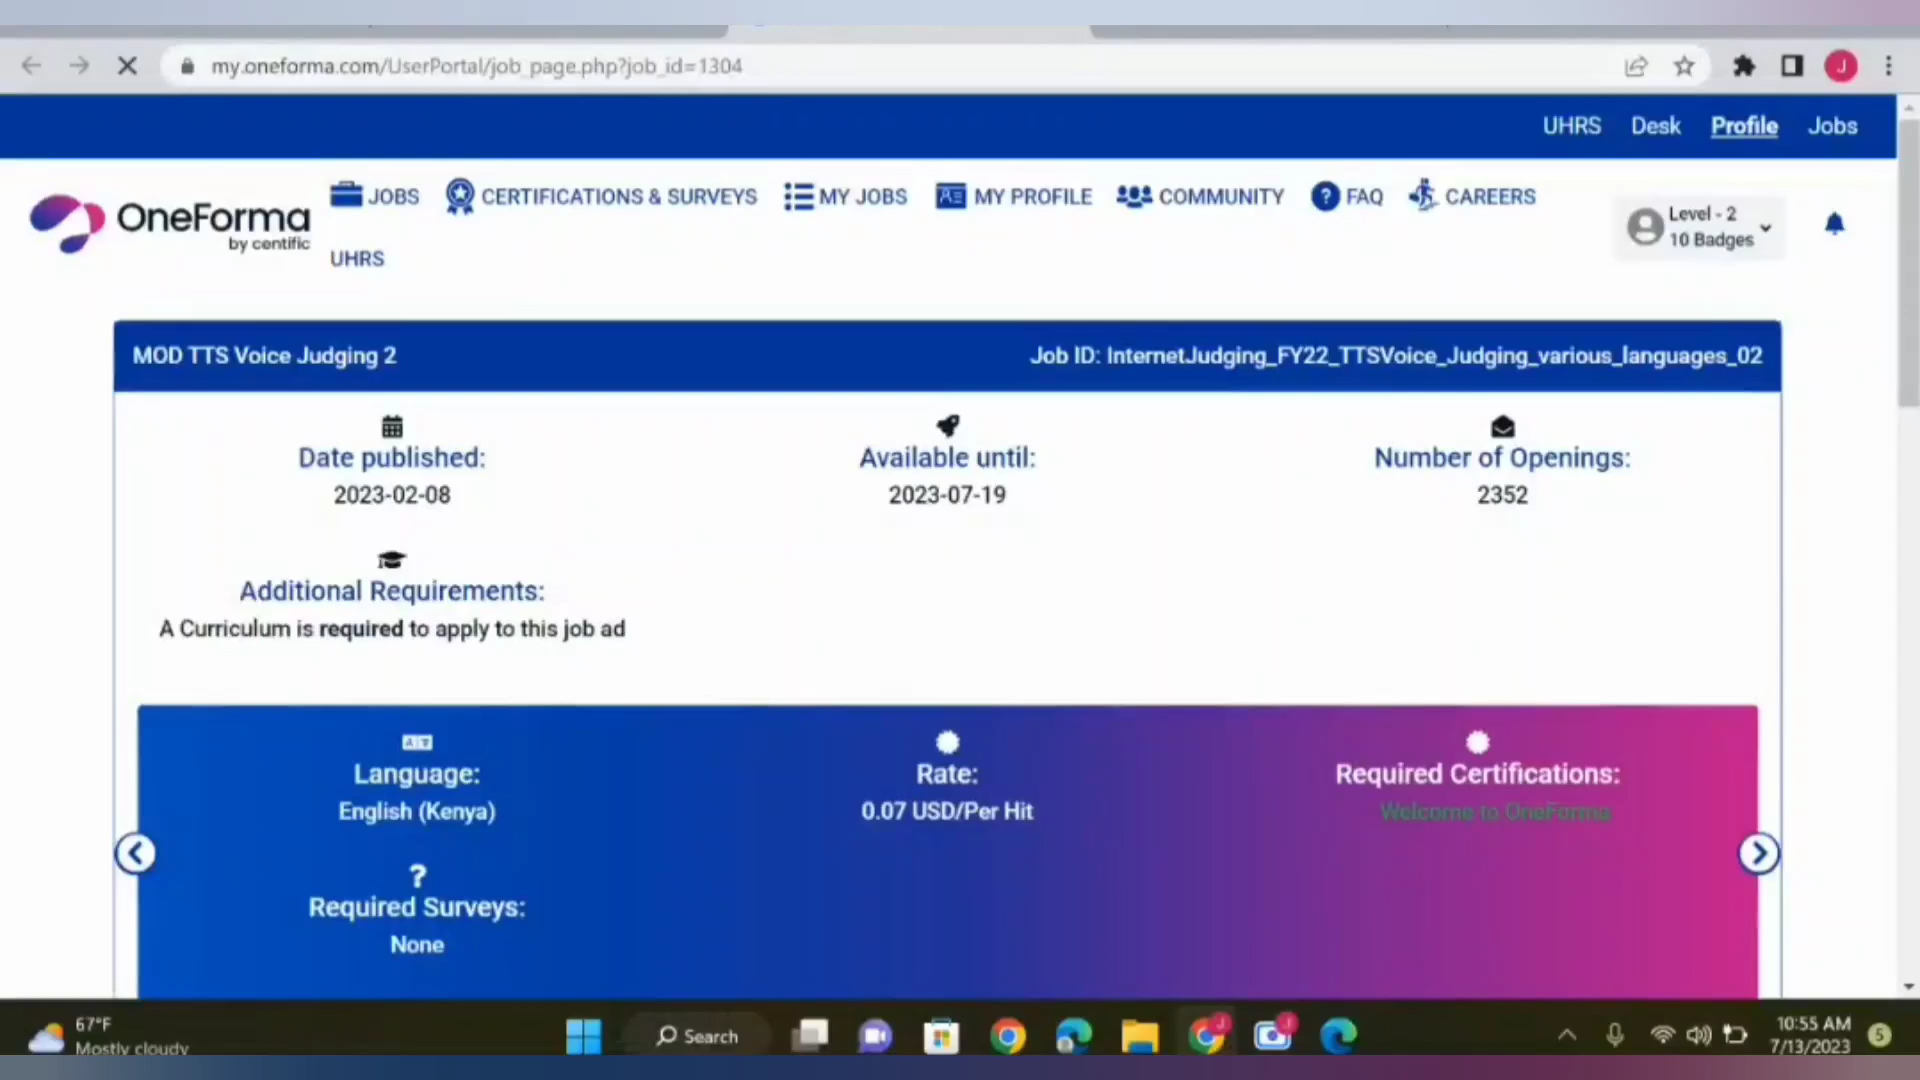 my.oneforma.com/UserPortal/job_page.php?job_id=1304
J
UHRS Desk Profile Jobs
OneForma
by centific
JOBS CERTIFICATIONS & SURVEYS MY JOBS MY PROFILE COMMUNITY ? FAQ CAREERS
UHRS
Level - 2
10 Badges
MOD TTS Voice Judging 2
Job ID: InternetJudging_FY22_TTSVoice_Judging_various_languages_02
Date published:
2023-02-08
Available until:
2023-07-19
Number of Openings:
2352
Additional Requirements:
A Curriculum is required to apply to this job ad
Language:
English (Kenya)
Rate:
0.07 USD/Per Hit
Required Certifications:
Welcome to OneForma
?
Required Surveys:
None
67°F
Mostly cloudy
Search
J
J
10:55 AM
7/13/2023
5